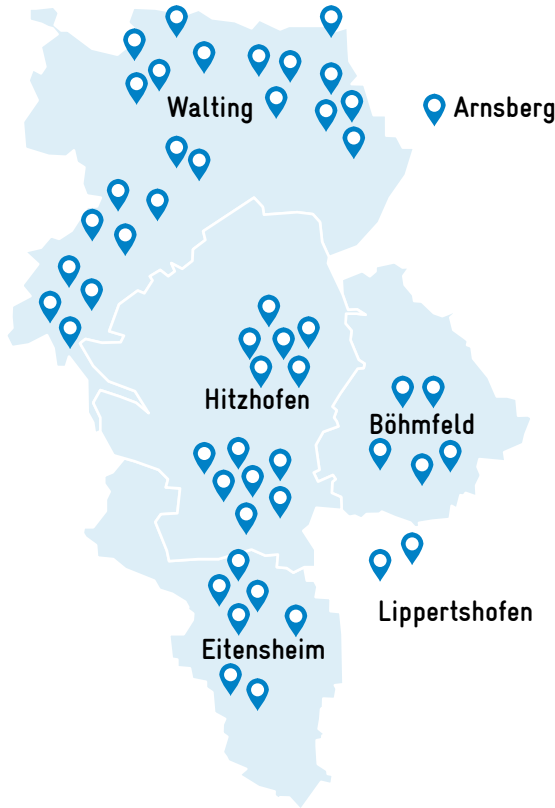 Walting
Arnsberg
Hitzhofen
Böhmfeld
Lippertshofen
Eitensheim